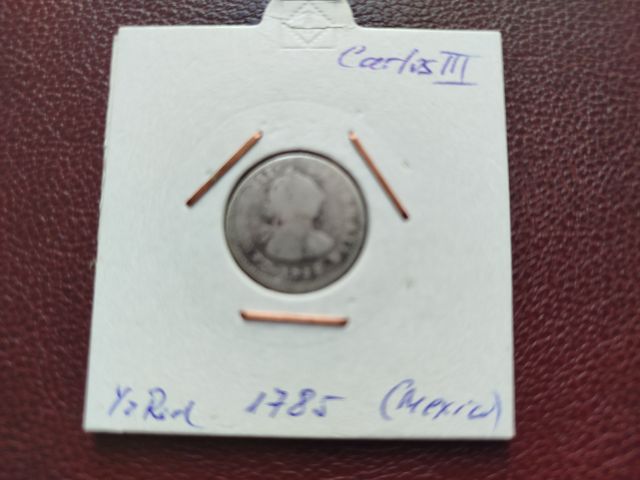 Carlos III
½ Real 1785 (Mexico)